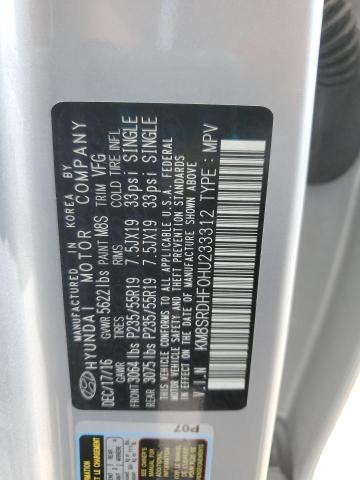 MANUFACTURED IN KOREA BY
HYUNDAI MOTOR COMPANY
DEC/17/16 GVWR 5622 lbs PAINT M8S TRIM VFG
GAWR TIRES RIMS COLD TIRE INFL
FRONT 3064 lbs P235/55R19 7.5JX19 33psi SINGLE
REAR 3075 lbs P235/55R19 7.5JX19 33psi SINGLE
THIS VEHICLE CONFORMS TO ALL APPLICABLE U.S.A. FEDERAL
MOTOR VEHICLE SAFETY STANDARDS
IN EFFECT ON THE DATE OF MANUFACTURE SHOWN ABOVE
V.I.N : KM8SRDHF0HU233312 TYPE : MPV
P07